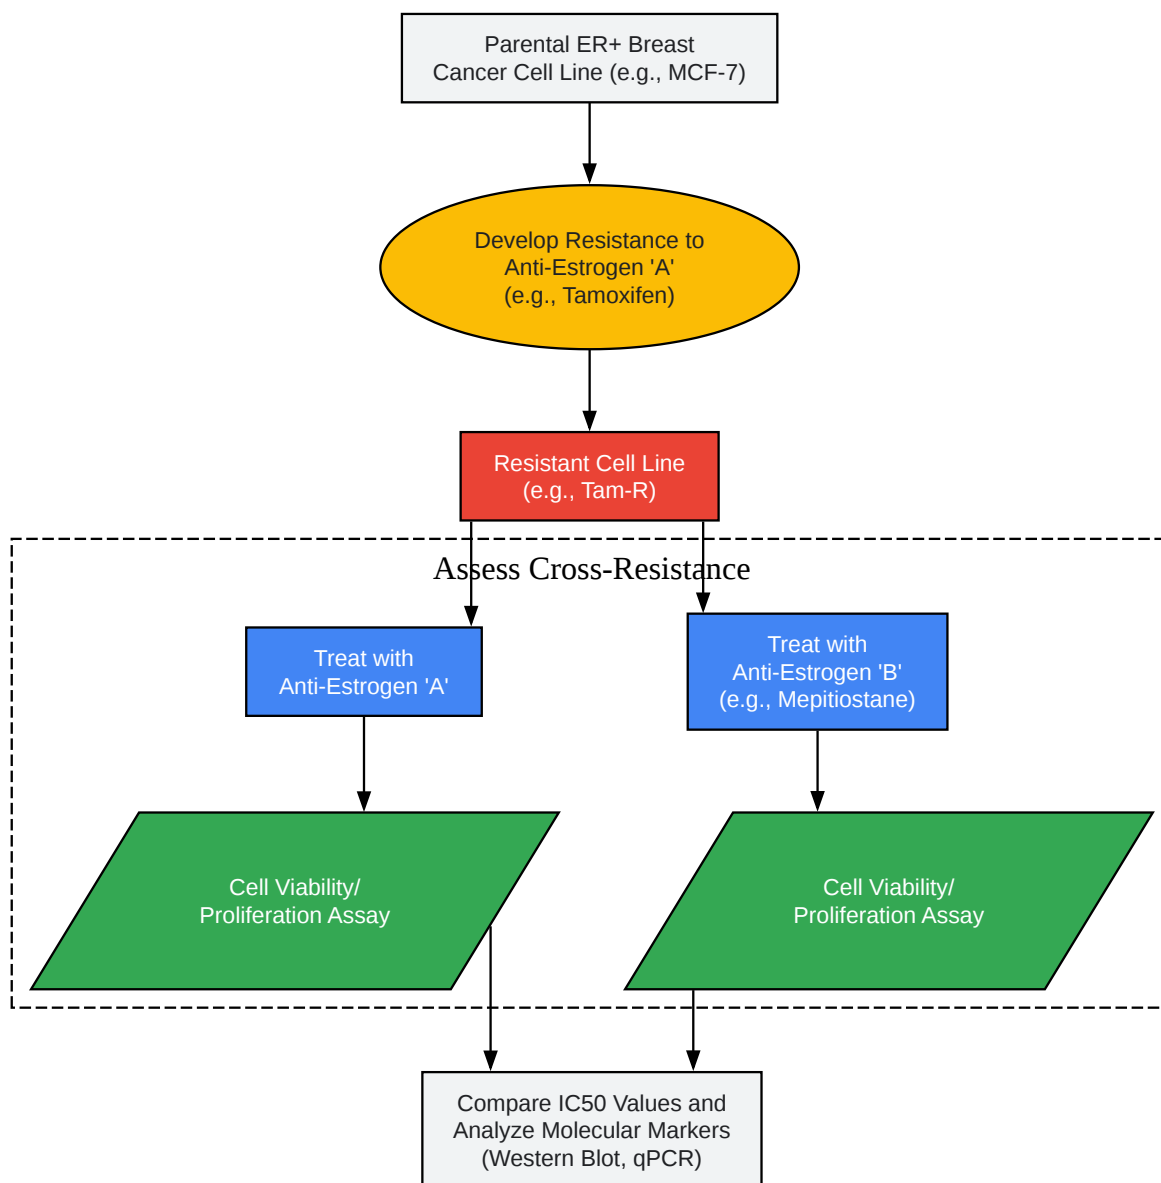 Parental ER+ Breast
Cancer Cell Line (e.g., MCF-7)
Develop Resistance to
Anti-Estrogen 'A'
(e.g., Tamoxifen)
Resistant Cell Line
(e.g., Tam-R)
Assess Cross-Resistance
Treat with
Anti-Estrogen 'A'
Treat with
Anti-Estrogen 'B'
(e.g., Mepitiostane)
Cell Viability/
Proliferation Assay
Cell Viability/
Proliferation Assay
Compare IC50 Values and
Analyze Molecular Markers
(Western Blot, qPCR)